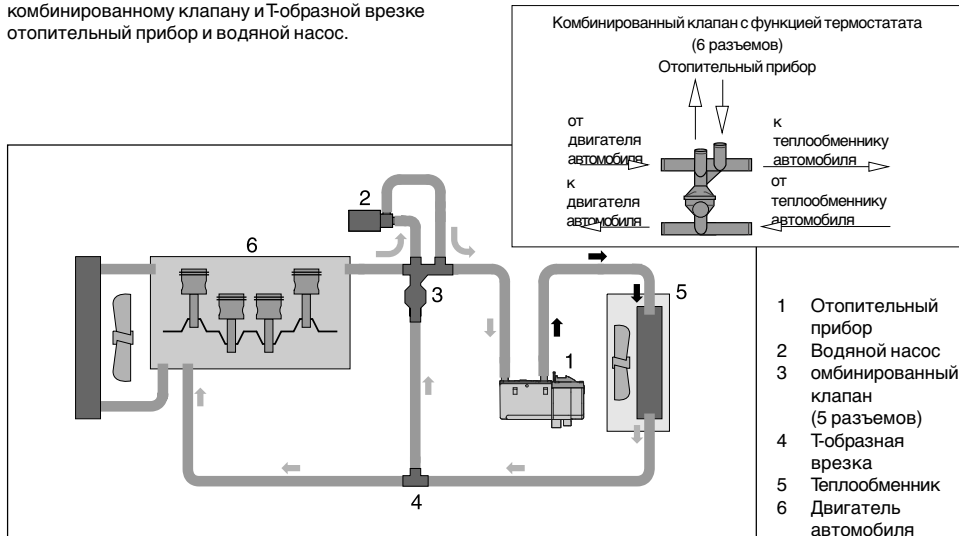 комбинированному клапану и Т-образной врезке
отопительный прибор и водяной насос.
Комбинированный клапан с функцией термостатата
(6 разъемов)
Отопительный прибор
от
двигателя
автомобиля
к
теплообменнику
автомобиля
к
двигателя
автомобиля
от
теплообменнику
автомобиля
2
6
3
5
1
4
1 Отопительный
прибор
2 Водяной насос
3 омбинированный
клапан
(5 разъемов)
4 Т-образная
врезка
5 Теплообменник
6 Двигатель
автомобиля